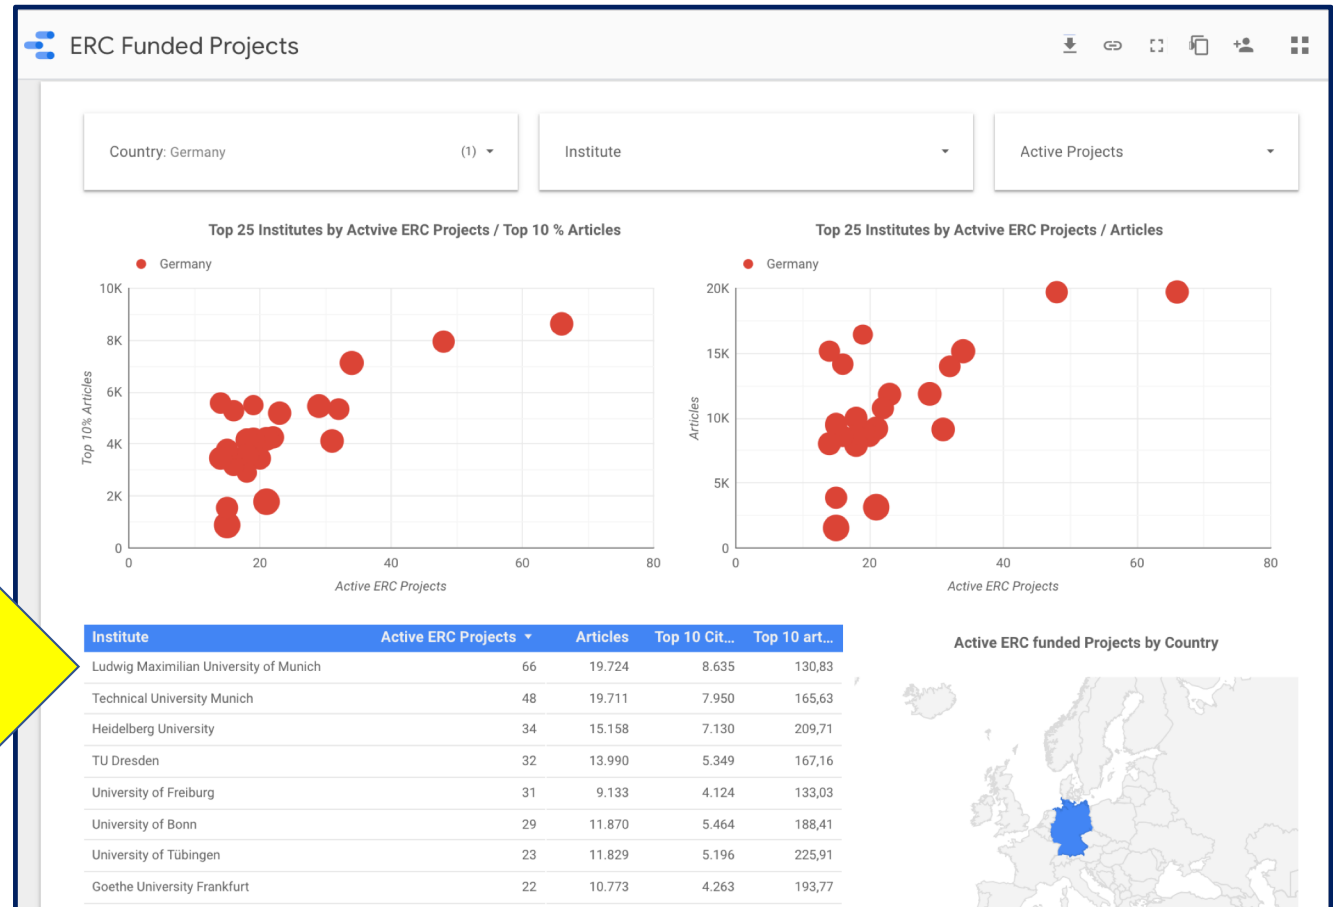 ERC Funded Projects
Country: Germany (1)
Institute
Active Projects
Top 25 Institutes by Actvive ERC Projects / Top 10 % Articles
Germany
10K
8K
6K
4K
2K
0
Top 10% Articles
0 20 40 60 80
Active ERC Projects
Top 25 Institutes by Actvive ERC Projects / Articles
Germany
20K
15K
10K
5K
0
Articles
0 20 40 60 80
Active ERC Projects
Institute Active ERC Projects Articles Top 10 Cit... Top 10 art...
Ludwig Maximilian University of Munich 66 19.724 8.635 130,83
Technical University Munich 48 19.711 7.950 165,63
Heidelberg University 34 15.158 7.130 209,71
TU Dresden 32 13.990 5.349 167,16
University of Freiburg 31 9.133 4.124 133,03
University of Bonn 29 11.870 5.464 188,41
University of Tübingen 23 11.829 5.196 225,91
Goethe University Frankfurt 22 10.773 4.263 193,77
Active ERC funded Projects by Country